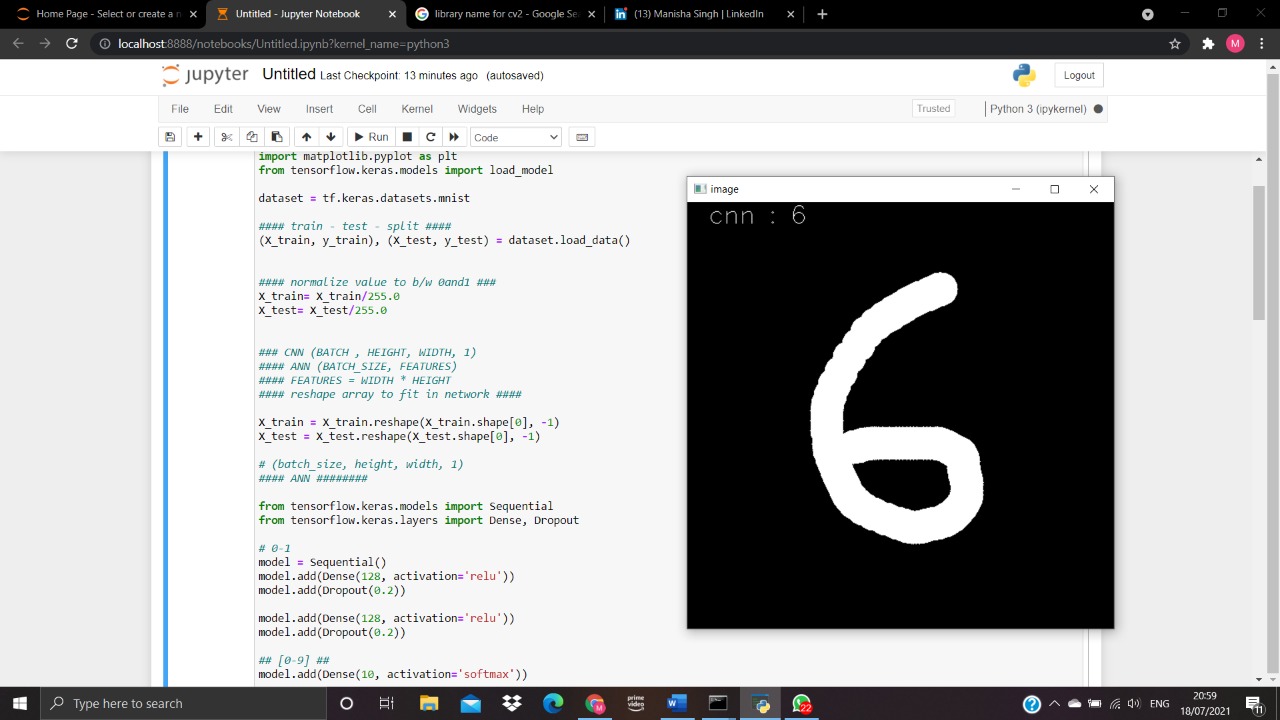 Home Page - Select or create a n
Untitled - Jupyter Notebook
library name for cv2 - Google Se
(13) Manisha Singh | LinkedIn
localhost:8888/notebooks/Untitled.ipynb?kernel_name=python3
M
jupyter Untitled Last Checkpoint: 13 minutes ago (autosaved)
Logout
File Edit View Insert Cell Kernel Widgets Help
Trusted
Python 3 (ipykernel)
Run
Code
import matplotlib.pyplot as plt
from tensorflow.keras.models import load_model
dataset = tf.keras.datasets.mnist
#### train - test - split ####
(X_train, y_train), (X_test, y_test) = dataset.load_data()
#### normalize value to b/w 0and1 ###
X_train= X_train/255.0
X_test= X_test/255.0
### CNN (BATCH , HEIGHT, WIDTH, 1)
#### ANN (BATCH_SIZE, FEATURES)
#### FEATURES = WIDTH * HEIGHT
#### reshape array to fit in network ####
X_train = X_train.reshape(X_train.shape[0], -1)
X_test = X_test.reshape(X_test.shape[0], -1)
# (batch_size, height, width, 1)
#### ANN ########
from tensorflow.keras.models import Sequential
from tensorflow.keras.layers import Dense, Dropout
# 0-1
model = Sequential()
model.add(Dense(128, activation='relu'))
model.add(Dropout(0.2))
model.add(Dense(128, activation='relu'))
model.add(Dropout(0.2))
## [0-9] ##
model.add(Dense(10, activation='softmax'))
image
cnn : 6
6
Type here to search
prime video
22
ENG
20:59
18/07/2021
11